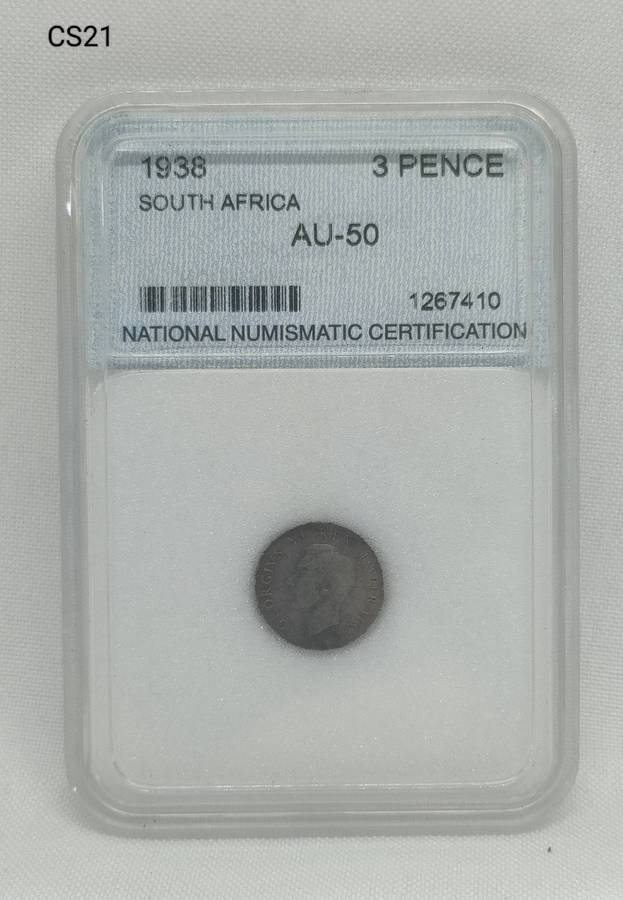 CS21
1938 3 PENCE
SOUTH AFRICA
AU-50
1267410
NATIONAL NUMISMATIC CERTIFICATION